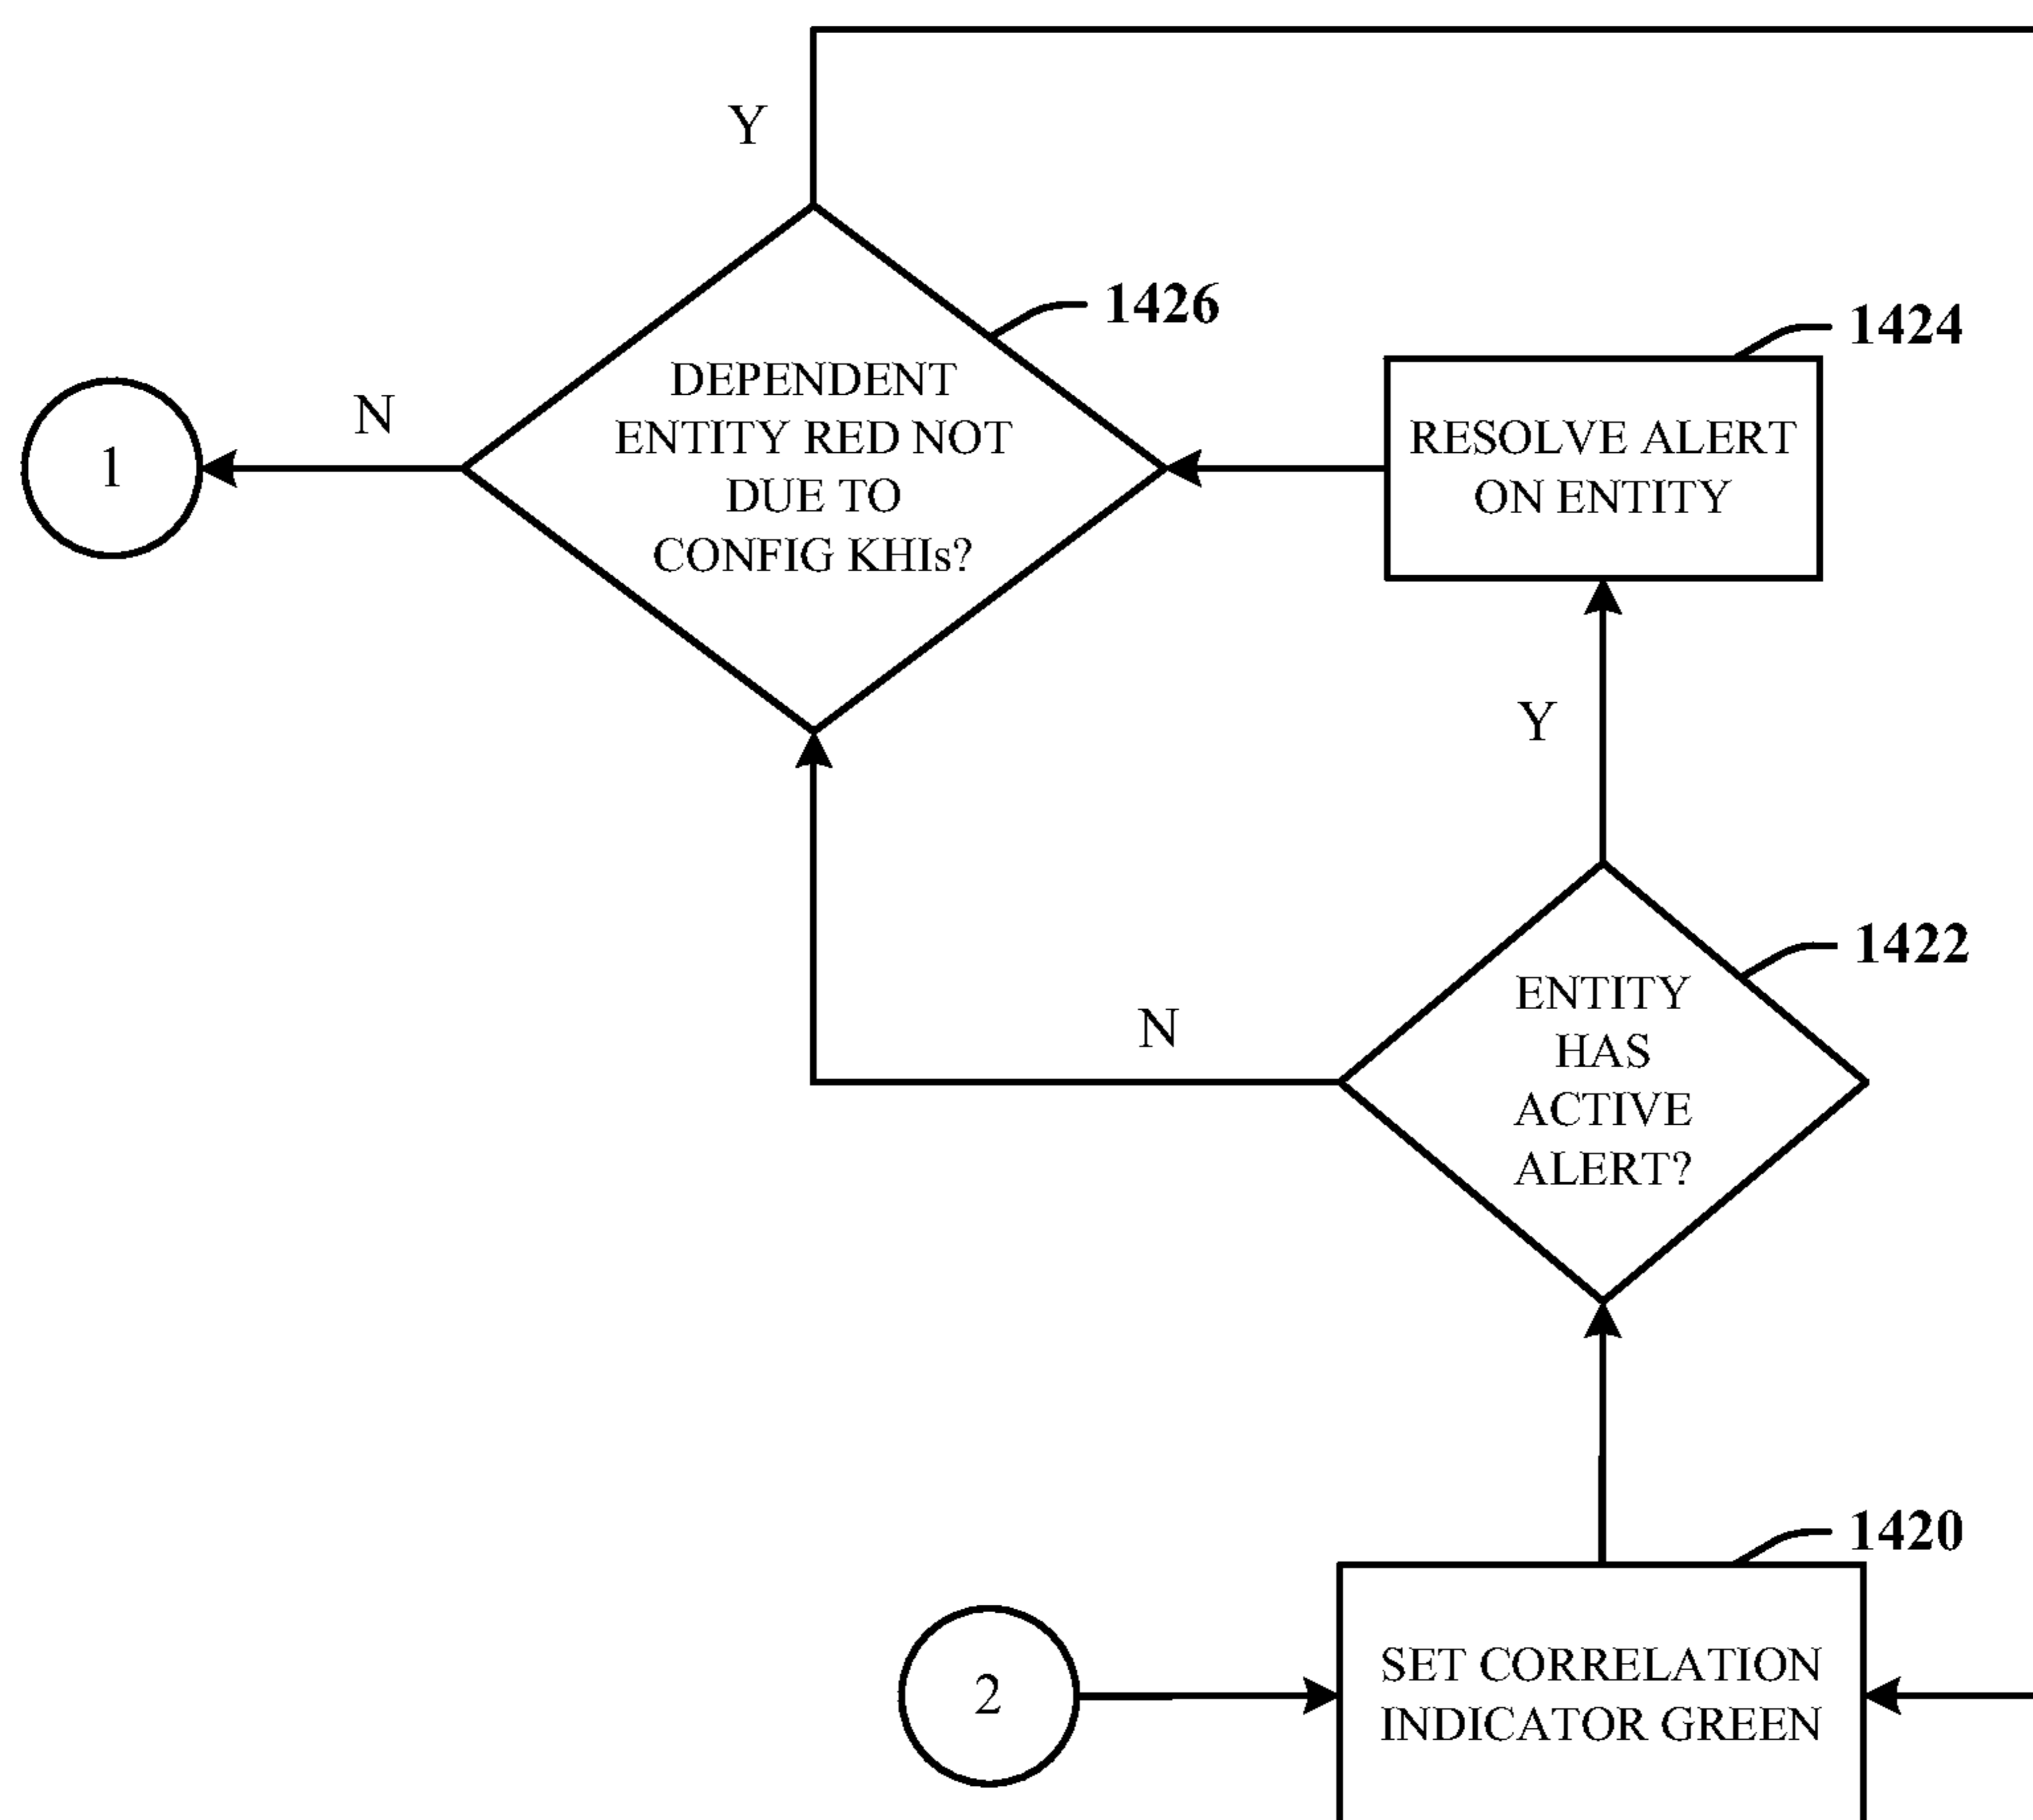 Y
1426
1424
DEPENDENT
ENTITY RED NOT
DUE TO
CONFIG KHIs?
N
1
RESOLVE ALERT
ON ENTITY
Y
1422
ENTITY
HAS
ACTIVE
ALERT?
N
1420
2
SET CORRELATION
INDICATOR GREEN